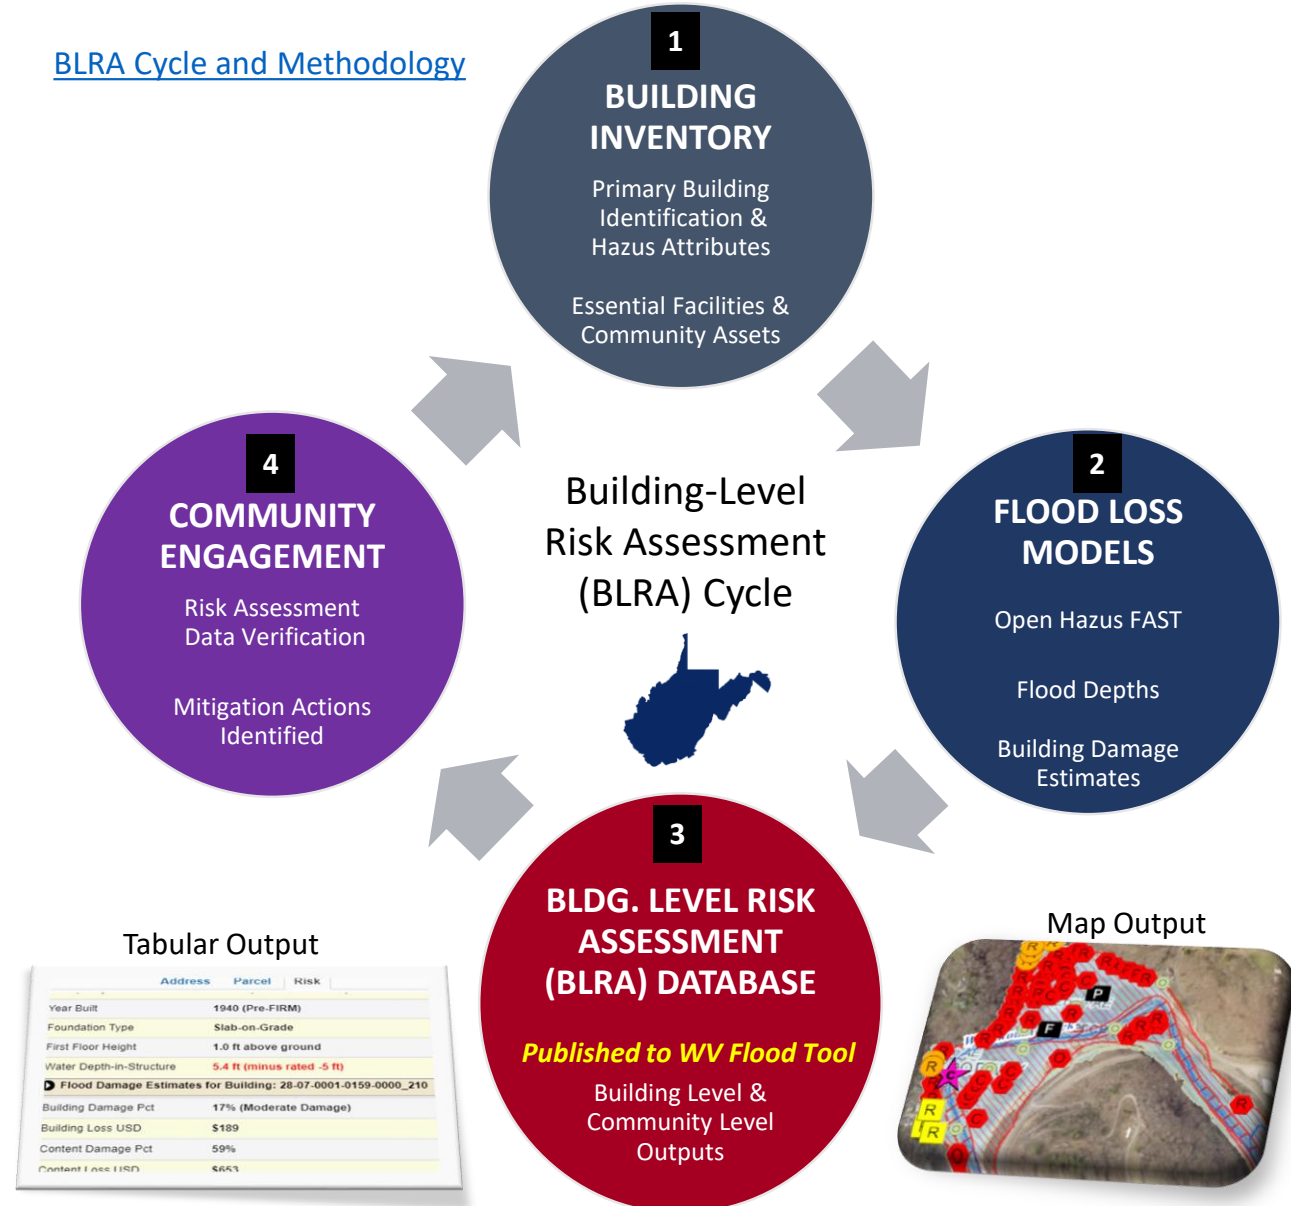 BLRA Cycle and Methodology
1
BUILDING
INVENTORY
Primary Building
Identification &
Hazus Attributes
Essential Facilities &
Community Assets
2
FLOOD LOSS
MODELS
Open Hazus FAST
Flood Depths
Building Damage
Estimates
4
COMMUNITY
ENGAGEMENT
Risk Assessment
Data Verification
Mitigation Actions
Identified
Building-Level
Risk Assessment
(BLRA) Cycle
3
BLDG. LEVEL RISK
ASSESSMENT
(BLRA) DATABASE
Published to WV Flood Tool
Building Level &
Community Level
Outputs
Tabular Output
Address Parcel Risk
Year Built 1940 (Pre-FIRM)
Foundation Type Slab-on-Grade
First Floor Height 1.0 ft above ground
Water Depth-in-Structure 5.4 ft (minus rated -5 ft)
Flood Damage Estimates for Building: 28-07-0001-0159-0000_210
Building Damage Pct 17% (Moderate Damage)
Building Loss USD $189
Content Damage Pct 59%
Content Loss USD $653
Map Output
P
F
C
R
R
R
R
O